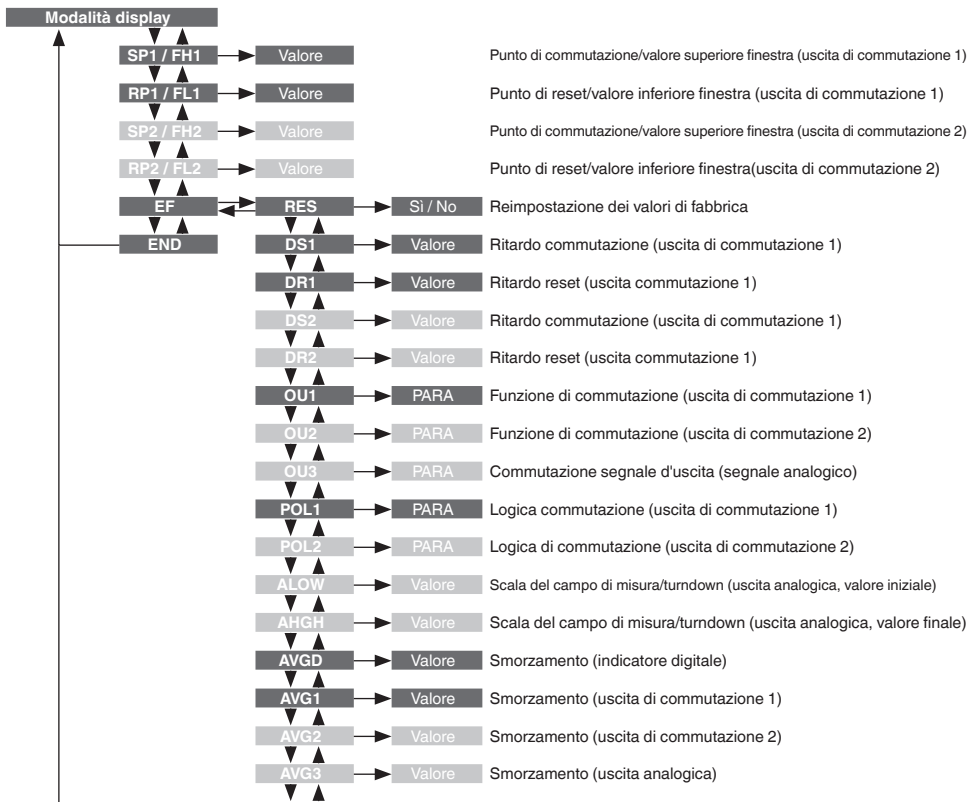 Modalità display
SP1 / FH1 Valore Punto di commutazione/valore superiore finestra (uscita di commutazione 1)
RP1 / FL1 Valore Punto di reset/valore inferiore finestra (uscita di commutazione 1)
SP2 / FH2 Valore Punto di commutazione/valore superiore finestra (uscita di commutazione 2)
RP2 / FL2 Valore Punto di reset/valore inferiore finestra(uscita di commutazione 2)
EF RES Sì / No Reimpostazione dei valori di fabbrica
END DS1 Valore Ritardo commutazione (uscita di commutazione 1)
DR1 Valore Ritardo reset (uscita commutazione 1)
DS2 Valore Ritardo commutazione (uscita di commutazione 1)
DR2 Valore Ritardo reset (uscita commutazione 1)
OU1 PARA Funzione di commutazione (uscita di commutazione 1)
OU2 PARA Funzione di commutazione (uscita di commutazione 2)
OU3 PARA Commutazione segnale d'uscita (segnale analogico)
POL1 PARA Logica commutazione (uscita di commutazione 1)
POL2 PARA Logica di commutazione (uscita di commutazione 2)
ALOW Valore Scala del campo di misura/turndown (uscita analogica, valore iniziale)
AHGH Valore Scala del campo di misura/turndown (uscita analogica, valore finale)
AVGD Valore Smorzamento (indicatore digitale)
AVG1 Valore Smorzamento (uscita di commutazione 1)
AVG2 Valore Smorzamento (uscita di commutazione 2)
AVG3 Valore Smorzamento (uscita analogica)